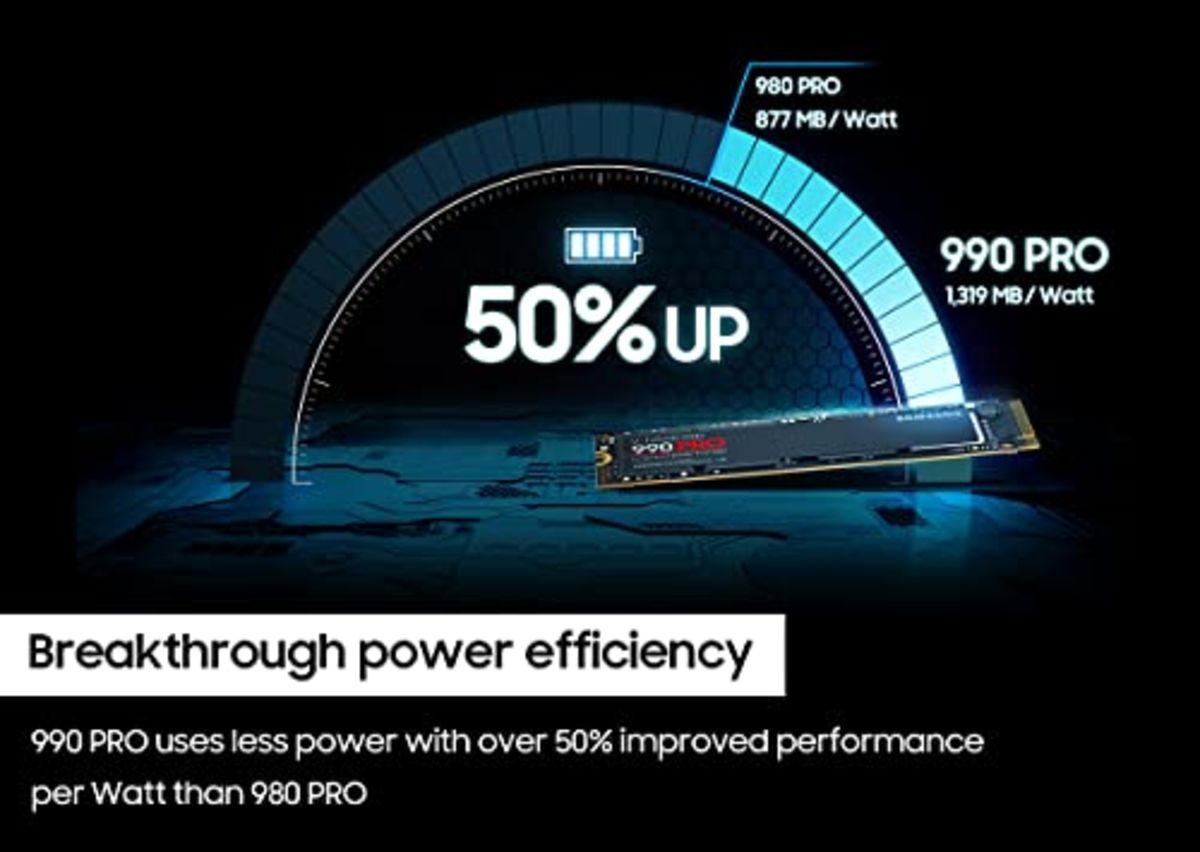 980 PRO
877 MB/Watt
990 PRO
1,319 MB/Watt
50% UP
990 PRO
SAMSUNG
Breakthrough power efficiency
990 PRO uses less power with over 50% improved performance
per Watt than 980 PRO